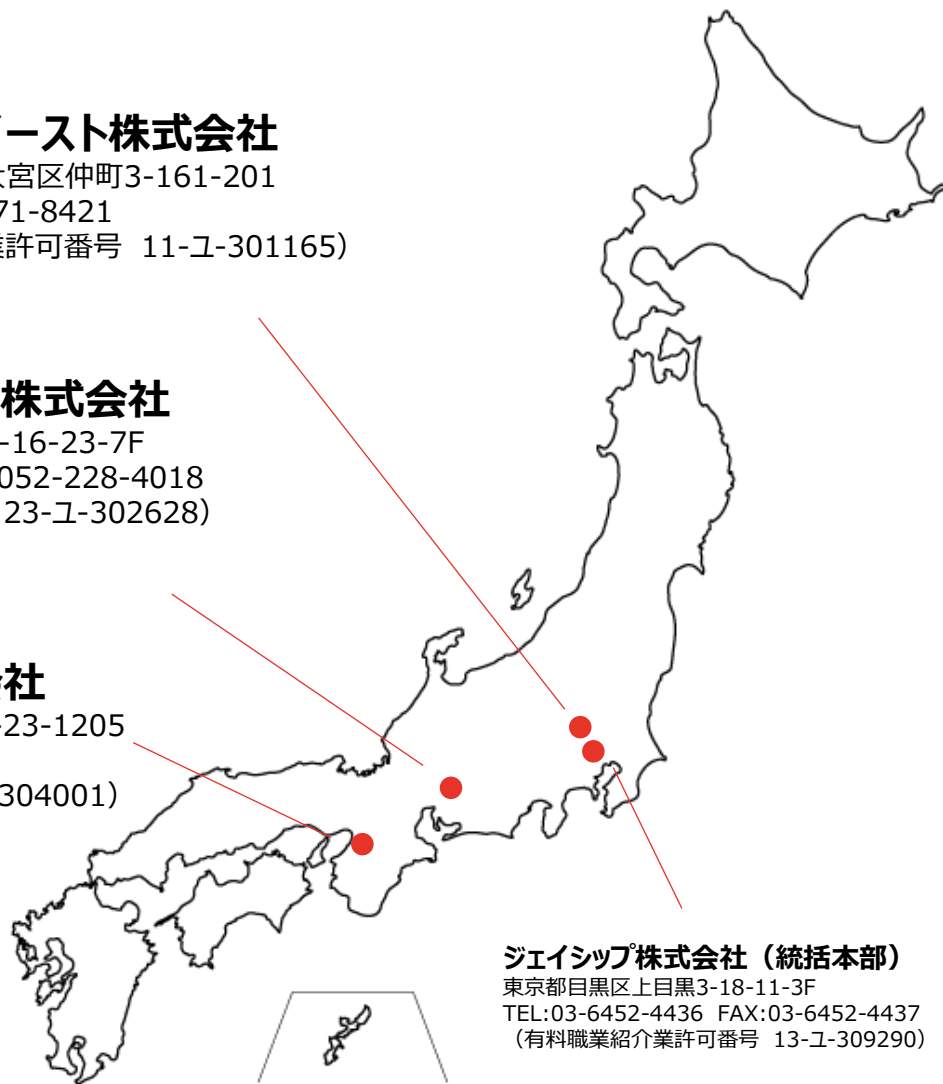 ースト株式会社
大宮区仲町3-161-201
71-8421
業許可番号 11-ユ-301165）
株式会社
-16-23-7F
052-228-4018
23-ユ-302628）
会社
-23-1205
304001）
ジェイシップ株式会社（統括本部）
東京都目黒区上目黒3-18-11-3F
TEL:03-6452-4436 FAX:03-6452-4437
（有料職業紹介業許可番号 13-ユ-309290）